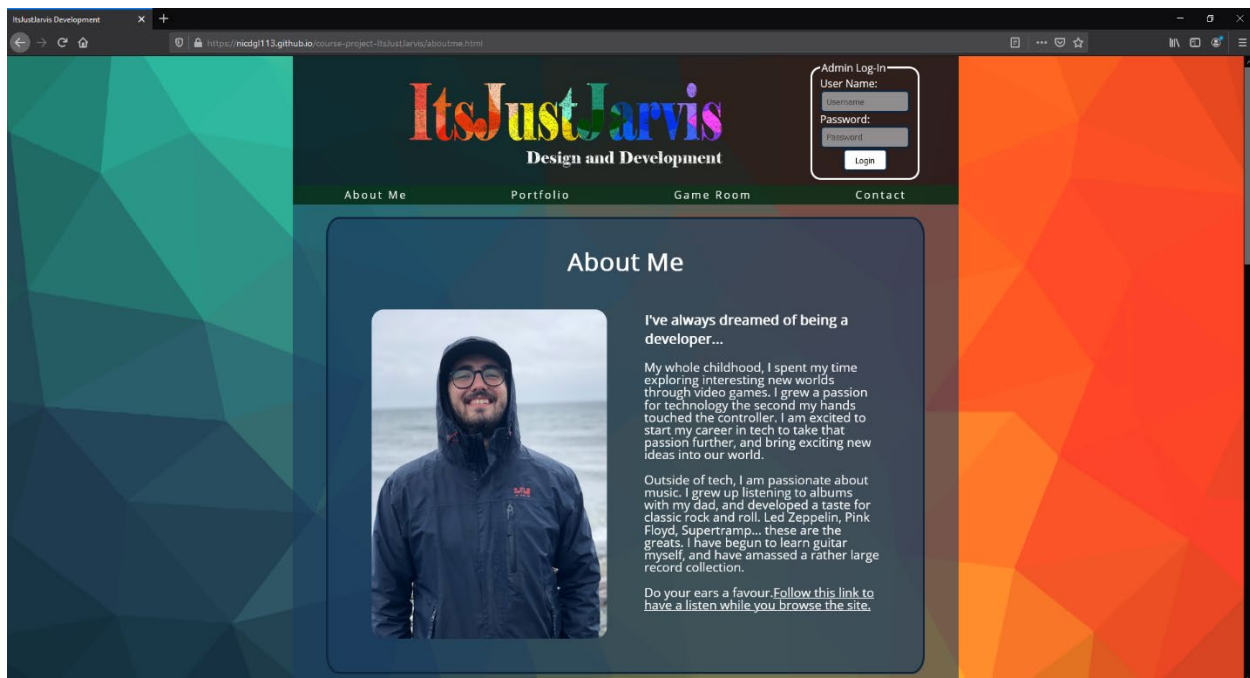 ItsJustJarvis Development
https://nicdgl113.github.io/course-project-ItsJustJarvis/aboutme.html
ItsJustJarvis
Design and Development
Admin Log-In
User Name:
Username
Password:
Password
Login
About Me
Portfolio
Game Room
Contact
About Me
I've always dreamed of being a
developer...
My whole childhood, I spent my time
exploring interesting new worlds
through video games. I grew a passion
for technology the second my hands
touched the controller. I am excited to
start my career in tech to take that
passion further, and bring exciting new
ideas into our world.
Outside of tech, I am passionate about
music. I grew up listening to albums
with my dad, and developed a taste for
classic rock and roll. Led Zeppelin, Pink
Floyd, Supertramp... these are the
greats. I have begun to learn guitar
myself, and have amassed a rather large
record collection.
Do your ears a favour.Follow this link to
have a listen while you browse the site.